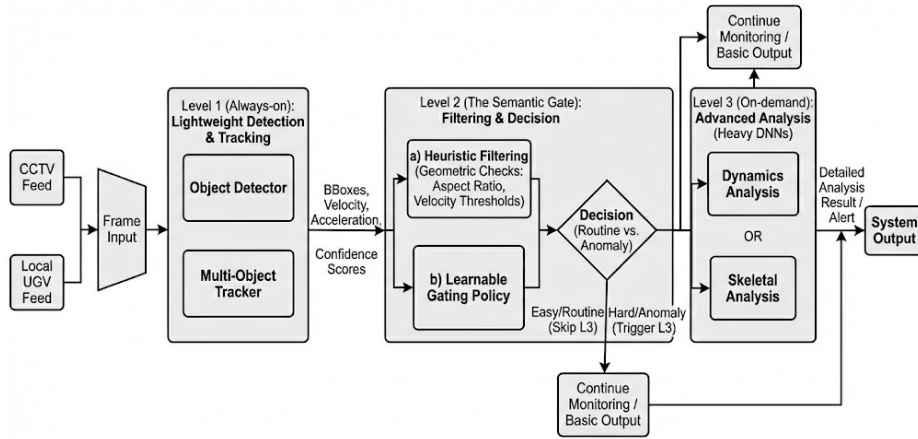 CCTV
Feed
Local
UGV
Feed
Frame
Input
Level 1 (Always-on):
Lightweight Detection
& Tracking
Object Detector
Multi-Object
Tracker
BBoxes,
Velocity,
Acceleration,
Confidence
Scores
Level 2 (The Semantic Gate):
Filtering & Decision
a) Heuristic Filtering
(Geometric Checks:
Aspect Ratio,
Velocity Thresholds)
b) Learnable
Gating Policy
Decision
(Routine vs.
Anomaly)
Easy/Routine
(Skip L3)
Hard/Anomaly
(Trigger L3)
Continue
Monitoring /
Basic Output
Continue
Monitoring /
Basic Output
Level 3 (On-demand):
Advanced Analysis
(Heavy DNNs)
Dynamics
Analysis
OR
Skeletal
Analysis
Detailed
Analysis
Result /
Alert
System
Output